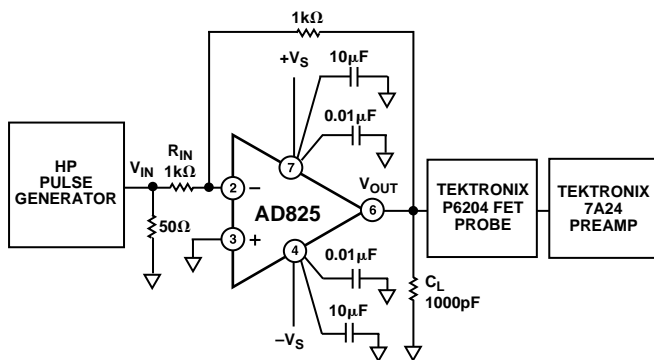 1kΩ
+VS
10µF
0.01µF
HP
PULSE
GENERATOR
VIN
RIN
1kΩ
50Ω
2
−
3
+
7
AD825
4
6
VOUT
TEKTRONIX
P6204 FET
PROBE
TEKTRONIX
7A24
PREAMP
0.01µF
10µF
−VS
CL
1000pF